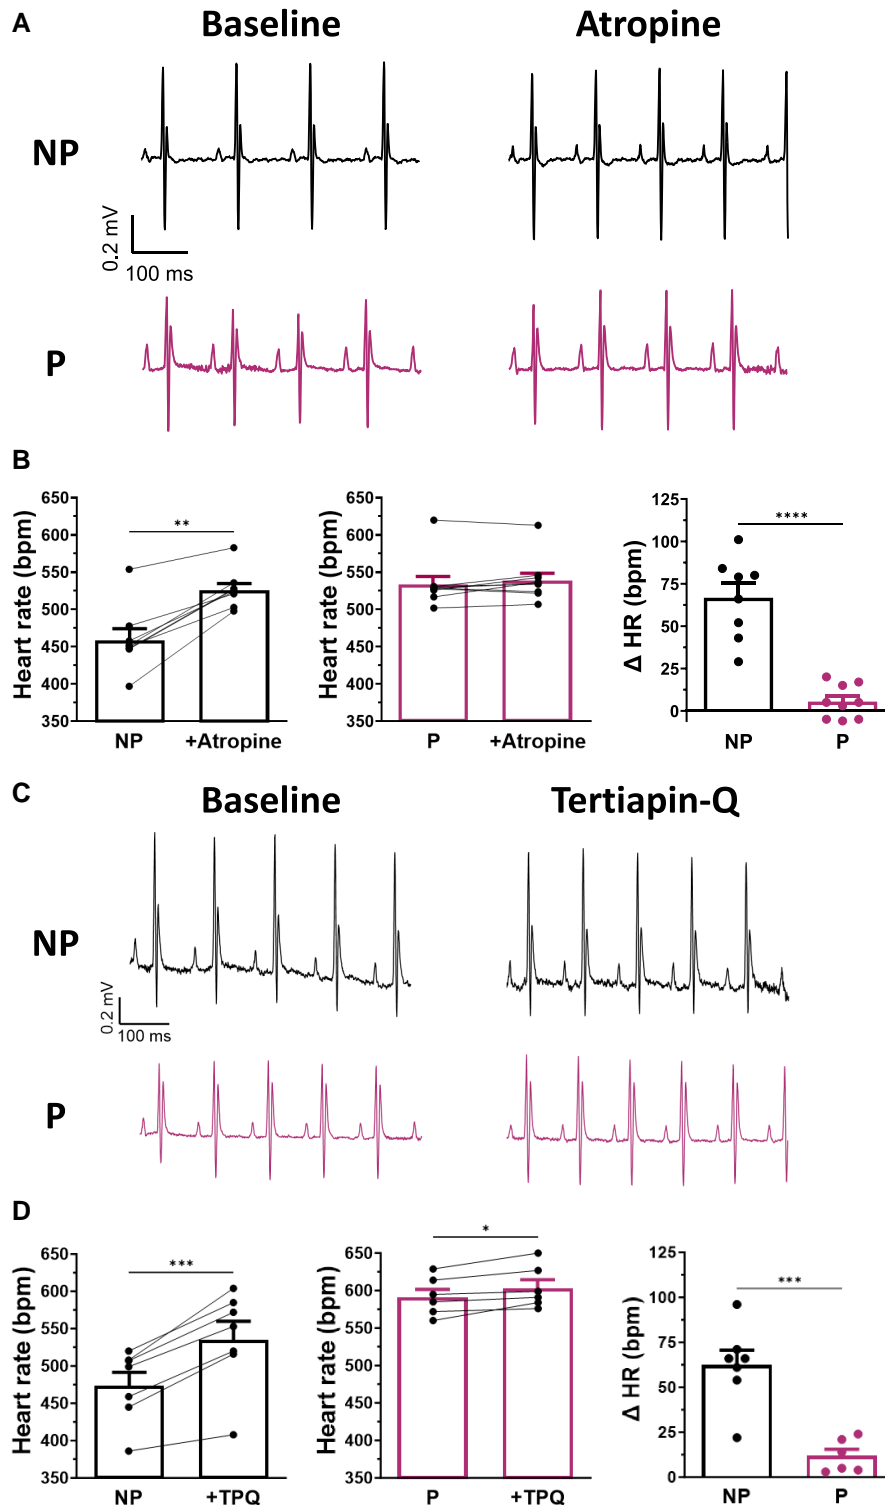 A
Baseline
Atropine
NP
0.2 mV
100 ms
P
B
Heart rate (bpm)
650
600
550
500
450
400
350
**
NP
+Atropine
Heart rate (bpm)
650
600
550
500
450
400
350
P
+Atropine
Δ HR (bpm)
125
100
75
50
25
0
****
NP
P
C
Baseline
Tertiapin-Q
NP
0.2 mV
100 ms
P
D
Heart rate (bpm)
650
600
550
500
450
400
350
***
NP
+TPQ
Heart rate (bpm)
650
600
550
500
450
400
350
*
P
+TPQ
Δ HR (bpm)
125
100
75
50
25
0
***
NP
P